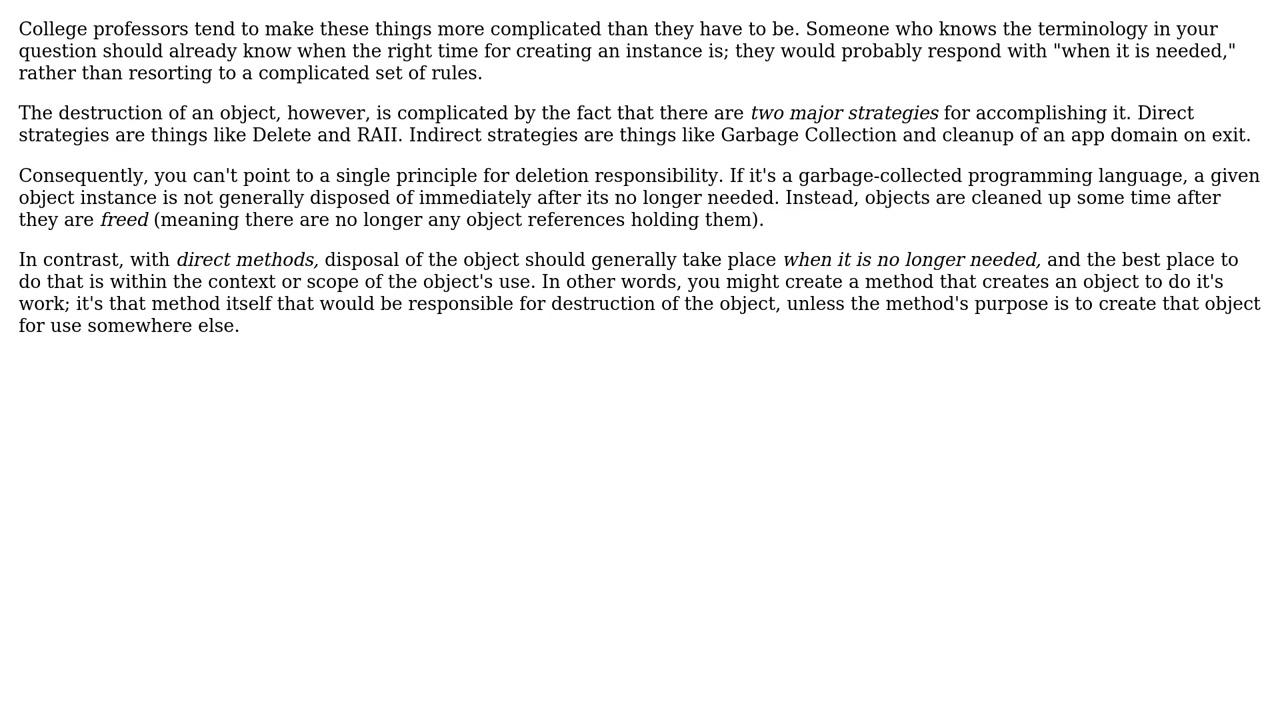 College professors tend to make these things more complicated than they have to be. Someone who knows the terminology in your
question should already know when the right time for creating an instance is; they would probably respond with "when it is needed,"
rather than resorting to a complicated set of rules.
The destruction of an object, however, is complicated by the fact that there are two major strategies for accomplishing it. Direct
strategies are things like Delete and RAII. Indirect strategies are things like Garbage Collection and cleanup of an app domain on exit.
Consequently, you can't point to a single principle for deletion responsibility. If it's a garbage-collected programming language, a given
object instance is not generally disposed of immediately after its no longer needed. Instead, objects are cleaned up some time after
they are freed (meaning there are no longer any object references holding them).
In contrast, with direct methods, disposal of the object should generally take place when it is no longer needed, and the best place to
do that is within the context or scope of the object's use. In other words, you might create a method that creates an object to do it's
work; it's that method itself that would be responsible for destruction of the object, unless the method's purpose is to create that object
for use somewhere else.